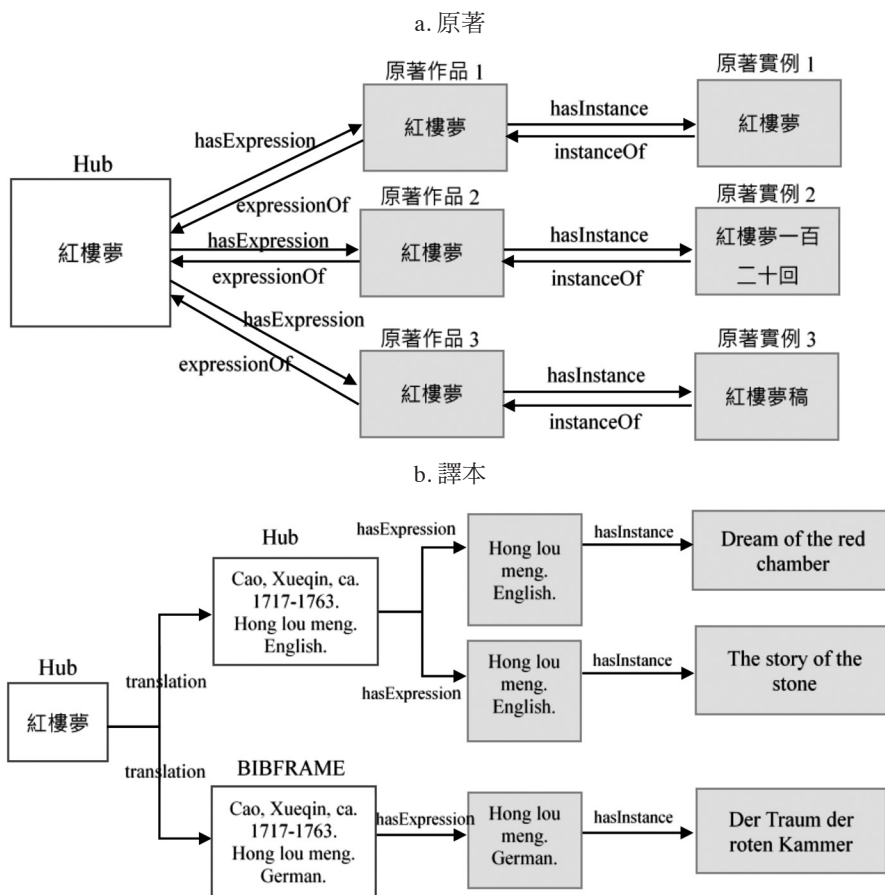 a. 原著
原著作品 1
原著實例 1
紅樓夢
hasInstance
instanceOf
紅樓夢
hasExpression
expressionOf
Hub
紅樓夢
原著作品 2
原著實例 2
hasExpression
expressionOf
紅樓夢
hasInstance
instanceOf
紅樓夢一百
二十回
hasExpression
expressionOf
原著作品 3
原著實例 3
紅樓夢
hasInstance
instanceOf
紅樓夢稿
b. 譯本
Hub
紅樓夢
translation
Hub
Cao, Xueqin, ca.
1717-1763.
Hong lou meng.
English.
hasExpression
Hong lou
meng.
English.
hasInstance
Dream of the red
chamber
hasExpression
Hong lou
meng.
English.
hasInstance
The story of the
stone
translation
BIBFRAME
Cao, Xueqin, ca.
1717-1763.
Hong lou meng.
German.
hasExpression
Hong lou
meng.
German.
hasInstance
Der Traum der
roten Kammer